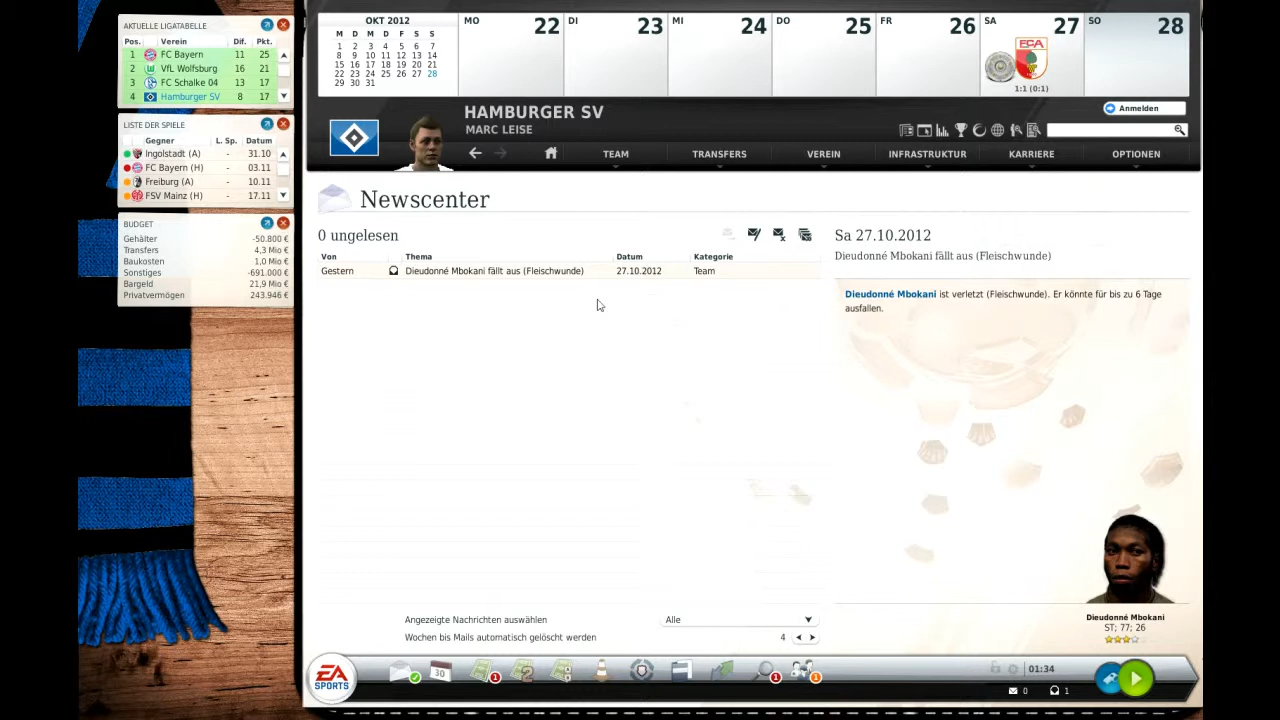 AKTUELLE LIGATABELLE
Pos. Verein Dif. Pkt.
1 FC Bayern 11 25
2 VfL Wolfsburg 16 21
3 FC Schalke 04 13 17
4 Hamburger SV 8 17
LISTE DER SPIELE
Gegner L. Sp. Datum
Ingolstadt (A) - 31.10
FC Bayern (H) - 03.11
Freiburg (A) - 10.11
FSV Mainz (H) - 17.11
BUDGET
Gehälter -50.800 €
Transfers 4,3 Mio €
Baukosten 1,0 Mio €
Sonstiges -691.000 €
Bargeld 21,9 Mio €
Privatvermögen 243.946 €
OKT 2012
M D M D F S S
1 2 3 4 5 6 7
8 9 10 11 12 13 14
15 16 17 18 19 20 21
22 23 24 25 26 27 28
29 30 31
MO 22
DI 23
MI 24
DO 25
FR 26
SA 27
SO 28
FCA
1:1 (0:1)
HAMBURGER SV
MARC LEISE
Anmelden
TEAM TRANSFERS VEREIN INFRASTRUKTUR KARRIERE OPTIONEN
Newscenter
0 ungelesen
Von Thema Datum Kategorie
Gestern Dieudonné Mbokani fällt aus (Fleischwunde) 27.10.2012 Team
Sa 27.10.2012
Dieudonné Mbokani fällt aus (Fleischwunde)
Dieudonné Mbokani ist verletzt (Fleischwunde). Er könnte für bis zu 6 Tage
ausfallen.
Dieudonné Mbokani
ST; 77; 26
Angezeigte Nachrichten auswählen Alle
Wochen bis Mails automatisch gelöscht werden 4
EA
SPORTS
30
1
2
1
1
01:34
0 1